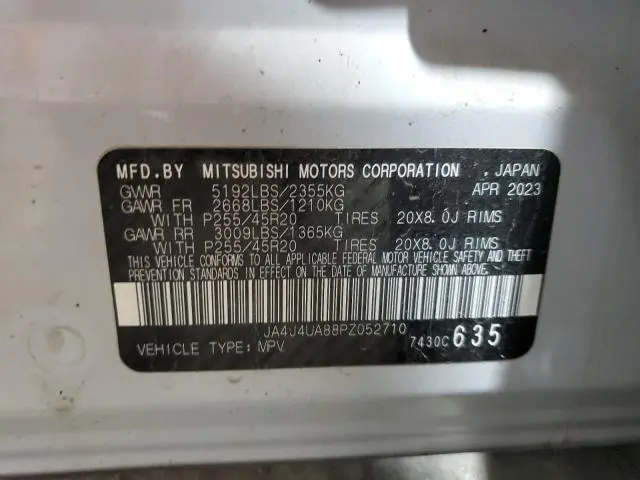 MFD.BY MITSUBISHI MOTORS CORPORATION , JAPAN
GVWR 5192LBS/2355KG APR 2023
GAWR FR 2668LBS/1210KG
WITH P255/45R20 TIRES 20X8.0J RIMS
GAWR RR 3009LBS/1365KG
WITH P255/45R20 TIRES 20X8.0J RIMS
THIS VEHICLE CONFORMS TO ALL APPLICABLE FEDERAL MOTOR VEHICLE SAFETY AND THEFT
PREVENTION STANDARDS IN EFFECT ON THE DATE OF MANUFACTURE SHOWN ABOVE.
JA4J4UA88PZ052710
VEHICLE TYPE: MPV 7430C 635